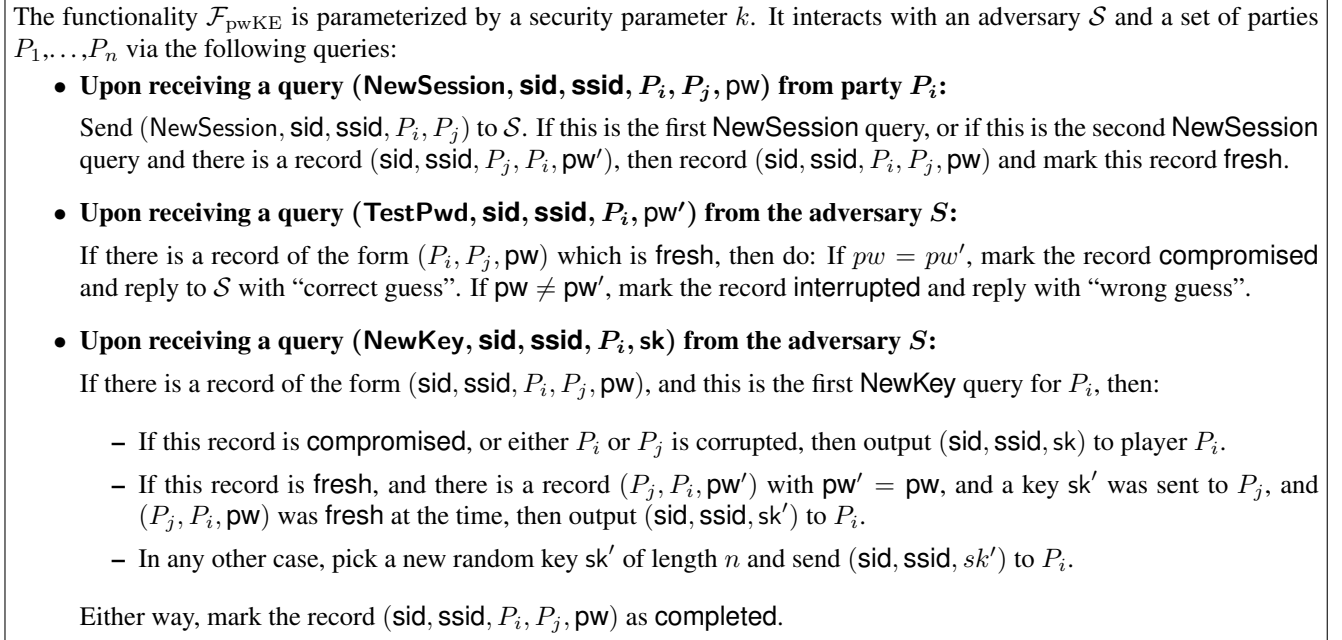 The functionality F_pwKE is parameterized by a security parameter k. It interacts with an adversary S and a set of parties
P_1,…,P_n via the following queries:
• Upon receiving a query (NewSession, sid, ssid, P_i, P_j, pw) from party P_i:
Send (NewSession, sid, ssid, P_i, P_j) to S. If this is the first NewSession query, or if this is the second NewSession
query and there is a record (sid, ssid, P_j, P_i, pw′), then record (sid, ssid, P_i, P_j, pw) and mark this record fresh.
• Upon receiving a query (TestPwd, sid, ssid, P_i, pw′) from the adversary S:
If there is a record of the form (P_i, P_j, pw) which is fresh, then do: If pw = pw′, mark the record compromised
and reply to S with “correct guess”. If pw ≠ pw′, mark the record interrupted and reply with “wrong guess”.
• Upon receiving a query (NewKey, sid, ssid, P_i, sk) from the adversary S:
If there is a record of the form (sid, ssid, P_i, P_j, pw), and this is the first NewKey query for P_i, then:
– If this record is compromised, or either P_i or P_j is corrupted, then output (sid, ssid, sk) to player P_i.
– If this record is fresh, and there is a record (P_j, P_i, pw′) with pw′ = pw, and a key sk′ was sent to P_j, and
(P_j, P_i, pw) was fresh at the time, then output (sid, ssid, sk′) to P_i.
– In any other case, pick a new random key sk′ of length n and send (sid, ssid, sk′) to P_i.
Either way, mark the record (sid, ssid, P_i, P_j, pw) as completed.